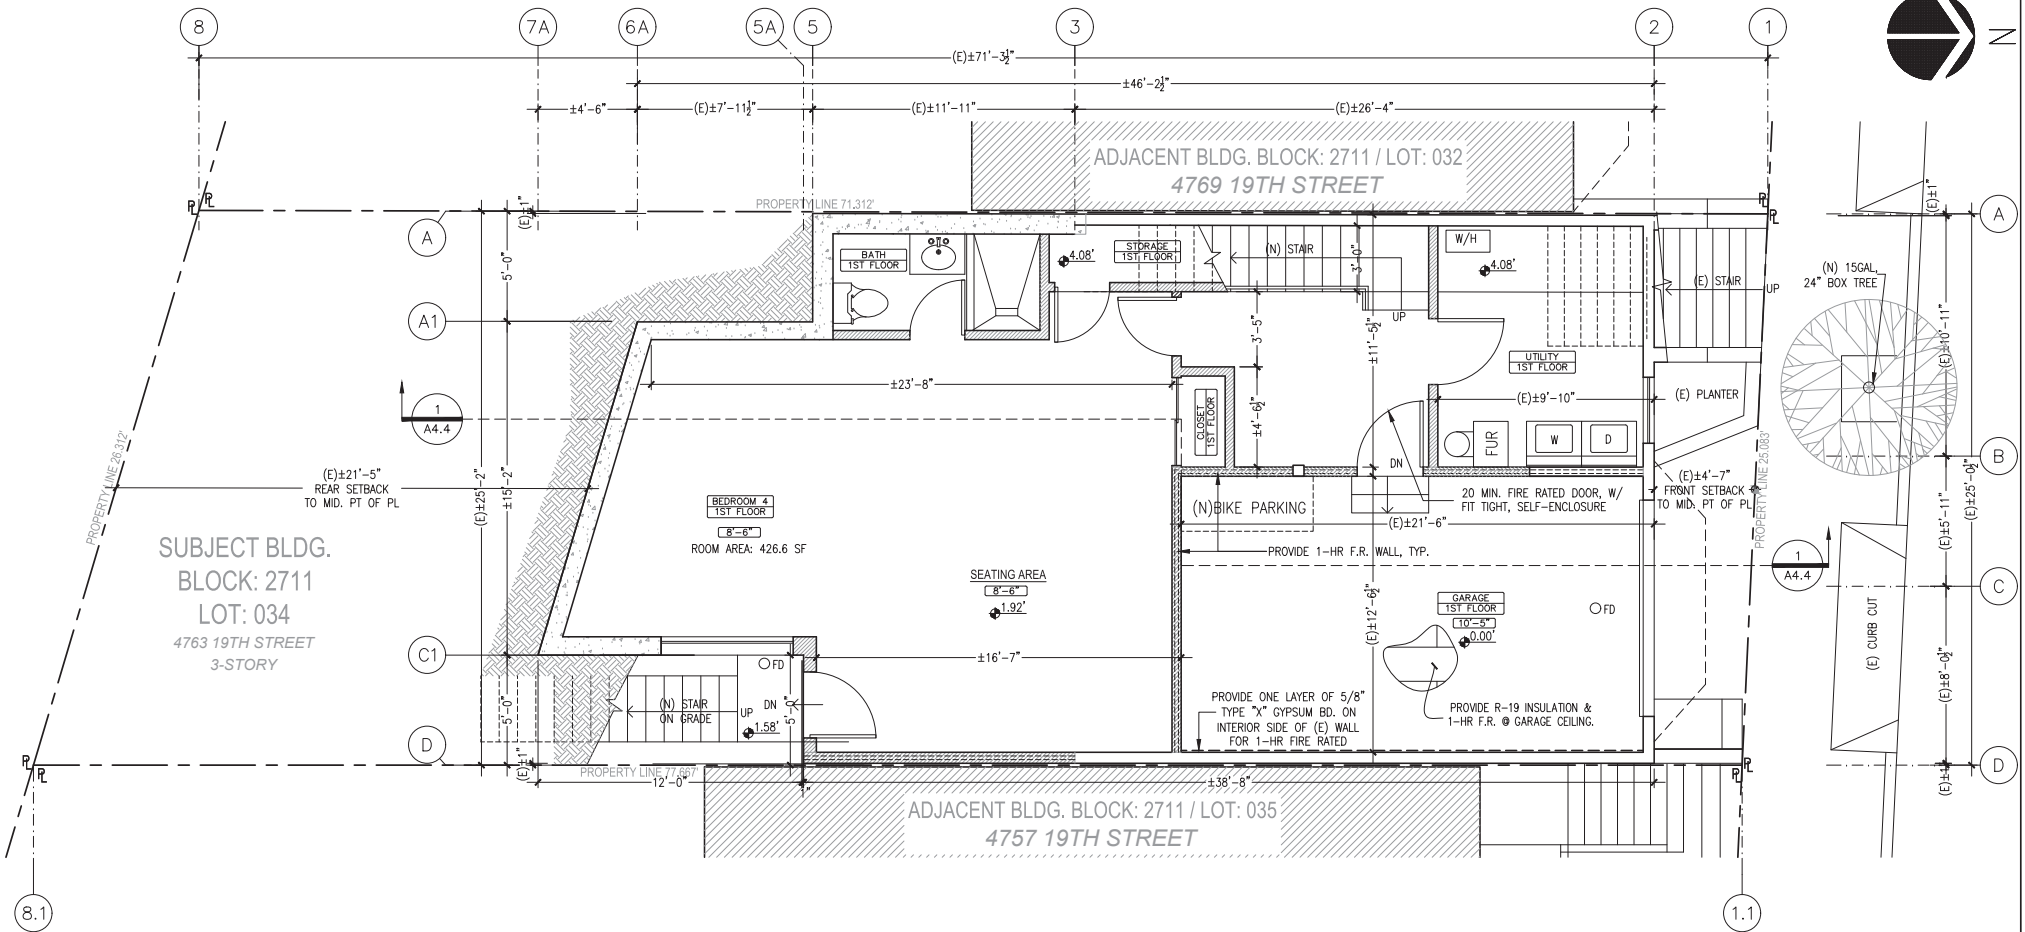 8
7A
6A
5A
5
3
2
1
N
(E)±71'-3½"
±46'-2½"
±4'-6"
(E)±7'-11½"
(E)±11'-11"
(E)±26'-4"
ADJACENT BLDG. BLOCK: 2711 / LOT: 032
4769 19TH STREET
PROPERTY LINE 71.312'
PL
PL
PL
PL
(E)±1"
(E)±1"
A
A
5'-0"
BATH
1ST FLOOR
4.08'
STORAGE
1ST FLOOR
(N) STAIR
3'-0"
W/H
4.08'
(E) STAIR
UP
(N) 15GAL,
24" BOX TREE
A1
UP
3'-5"
±11'-5½"
UTILITY
1ST FLOOR
(E)±10'-11"
±23'-8"
(E)±9'-10"
(E) PLANTER
1
A4.4
CLOSET
1ST FLOOR
±4'-6½"
FUR
W
D
DN
PROPERTY LINE 26.312'
(E)±21'-5"
REAR SETBACK
TO MID. PT OF PL
(E)±25'-2"
±15'-2"
B
(E)±4'-7"
FRONT SETBACK
TO MID. PT OF PL
PROPERTY LINE 25.083'
BEDROOM 4
1ST FLOOR
8'-6"
ROOM AREA: 426.6 SF
(N)BIKE PARKING
20 MIN. FIRE RATED DOOR, W/
FIT TIGHT, SELF-ENCLOSURE
(E)±21'-6"
(E)±5'-11"
(E)±25'-0½"
SUBJECT BLDG.
BLOCK: 2711
LOT: 034
4763 19TH STREET
3-STORY
PROVIDE 1-HR F.R. WALL, TYP.
1
A4.4
SEATING AREA
8'-6"
1.92'
(E)±12'-6½"
GARAGE
1ST FLOOR
10'-5"
0.00'
FD
C
(E) CURB CUT
C1
FD
±16'-7"
(E)±8'-0½"
(N) STAIR
ON GRADE
UP
DN
1.58'
5'-0"
5'-0"
PROVIDE ONE LAYER OF 5/8"
TYPE "X" GYPSUM BD. ON
INTERIOR SIDE OF (E) WALL
FOR 1-HR FIRE RATED
PROVIDE R-19 INSULATION &
1-HR F.R. @ GARAGE CEILING.
D
D
PL
PL
PL
PL
(E)±1"
(E)±1"
PROPERTY LINE 77.667'
12'-0"
±38'-8"
ADJACENT BLDG. BLOCK: 2711 / LOT: 035
4757 19TH STREET
8.1
1.1